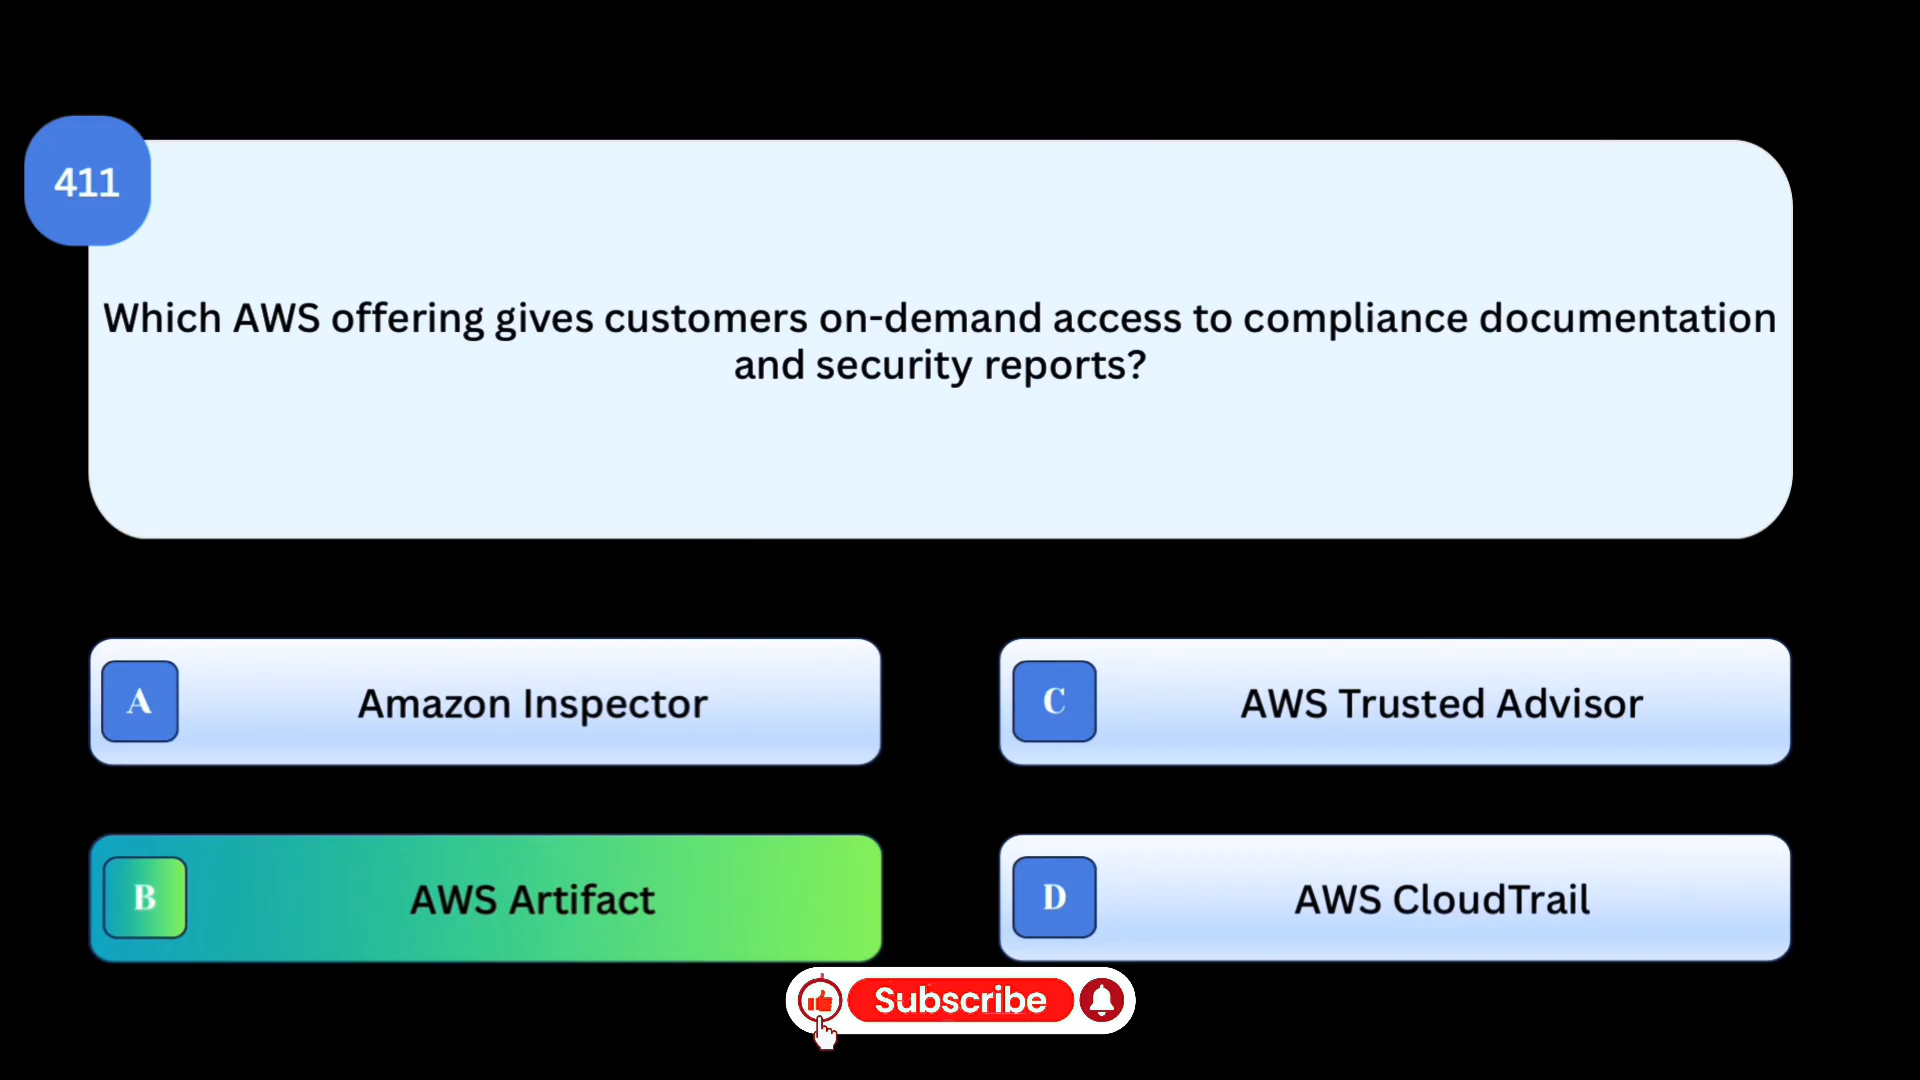 411
Which AWS offering gives customers on-demand access to compliance documentation
and security reports?
A
Amazon Inspector
C
AWS Trusted Advisor
B
AWS Artifact
D
AWS CloudTrail
Subscribe